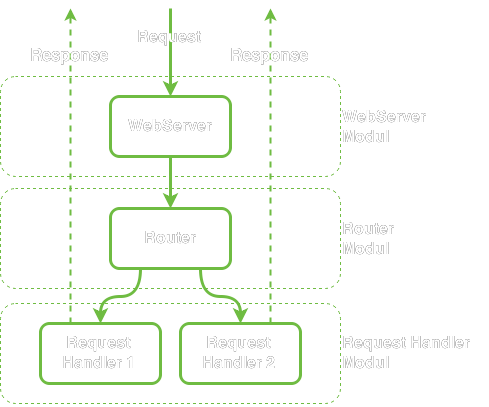 Request
Response
Response
WebServer
WebServer
Modul
Router
Router
Modul
Request
Handler 1
Request
Handler 2
Request Handler
Modul